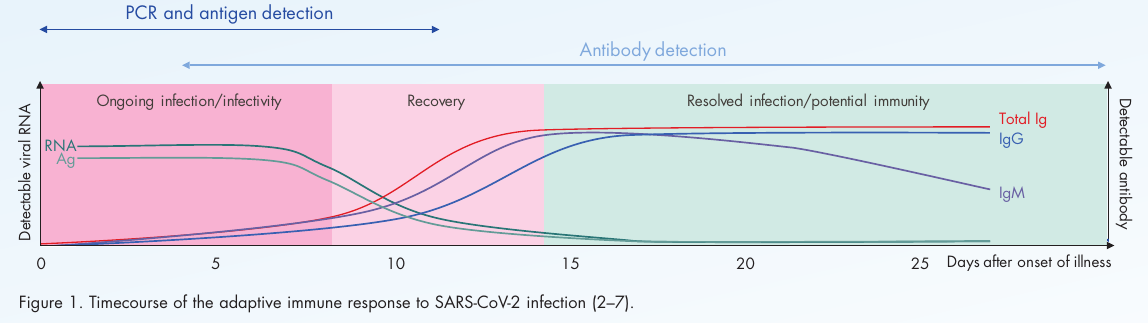 PCR and antigen detection
Antibody detection
Ongoing infection/infectivity
Recovery
Resolved infection/potential immunity
Detectable viral RNA
RNA
Ag
Total Ig
IgG
IgM
Detectable antibody
0 5 10 15 20 25 Days after onset of illness
Figure 1. Timecourse of the adaptive immune response to SARS-CoV-2 infection (2–7).